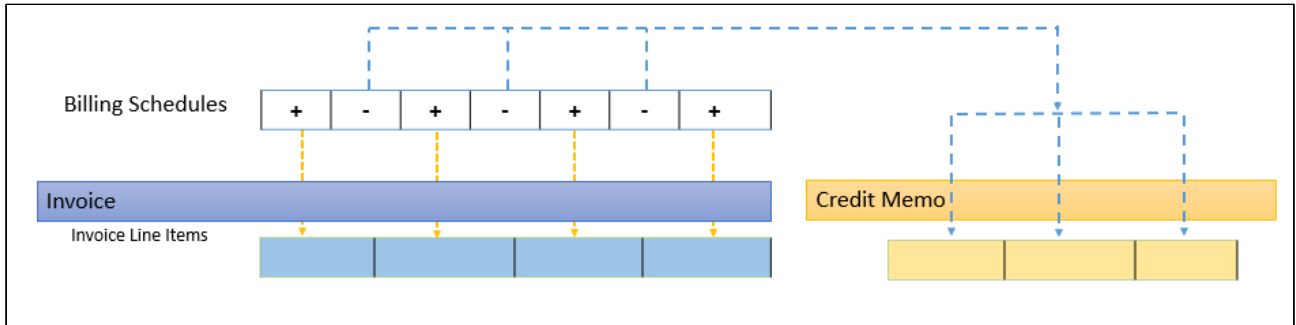 Billing Schedules + - + - + - +
Invoice
Credit Memo
Invoice Line Items